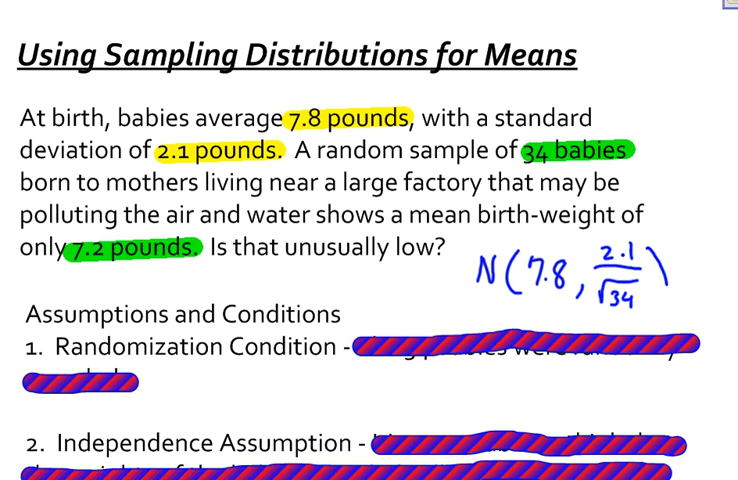 Using Sampling Distributions for Means
At birth, babies average 7.8 pounds, with a standard
deviation of 2.1 pounds. A random sample of 34 babies
born to mothers living near a large factory that may be
polluting the air and water shows a mean birth-weight of
only 7.2 pounds. Is that unusually low?
N(7.8, 2.1/√34)
Assumptions and Conditions
1. Randomization Condition -
2. Independence Assumption -